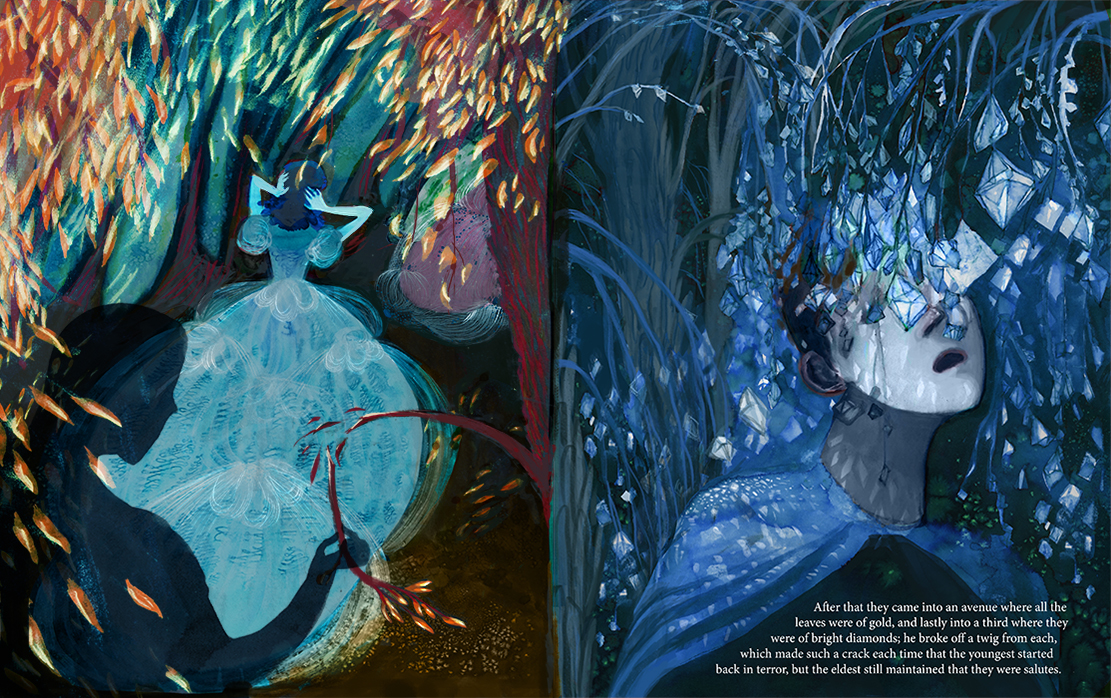 After that they came into an avenue where all the
leaves were of gold, and lastly into a third where they
were of bright diamonds; he broke off a twig from each,
which made such a crack each time that the youngest started
back in terror, but the eldest still maintained that they were salutes.